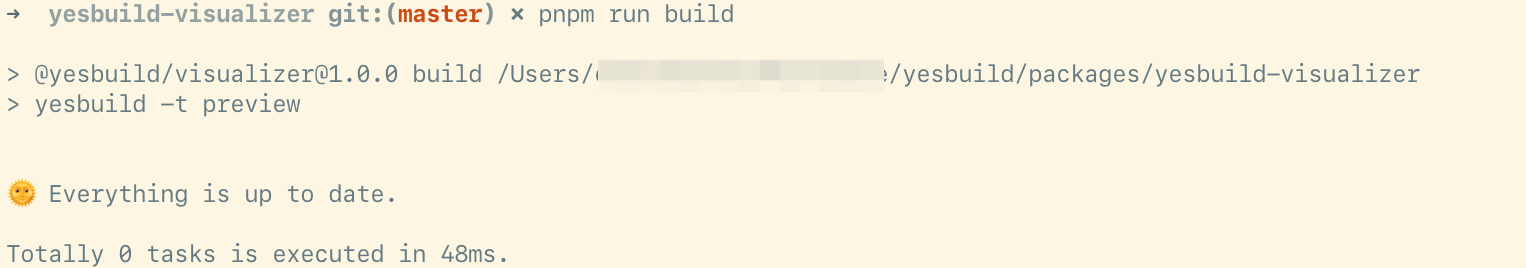 → yesbuild-visualizer git:(master) × pnpm run build
> @yesbuild/visualizer@1.0.0 build /Users/ /yesbuild/packages/yesbuild-visualizer
> yesbuild -t preview
🌞 Everything is up to date.
Totally 0 tasks is executed in 48ms.